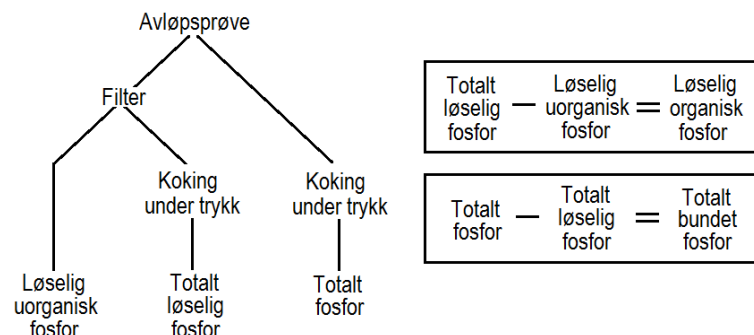 Avløpsprøve
Filter
Koking
under trykk
Koking
under trykk
Løselig
uorganisk
fosfor
Totalt
løselig
fosfor
Totalt
fosfor
Totalt
løselig
fosfor
–
Løselig
uorganisk
fosfor
=
Løselig
organisk
fosfor
Totalt
fosfor
–
Totalt
løselig
fosfor
=
Totalt
bundet
fosfor